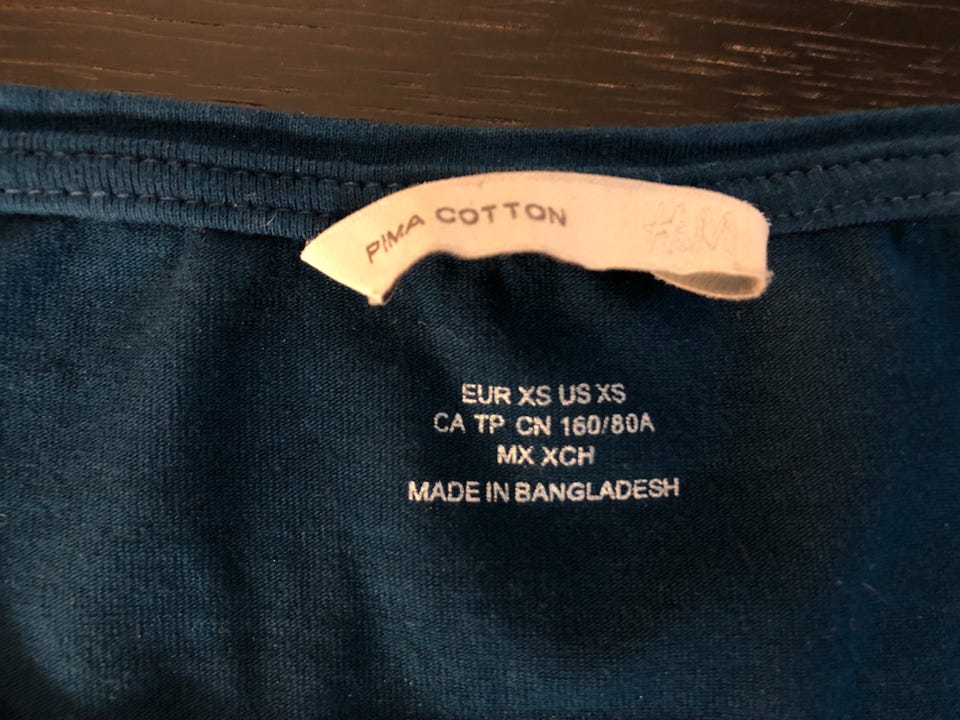 PIMA COTTON H&M
EUR XS US XS
CA TP CN 160/80A
MX XCH
MADE IN BANGLADESH